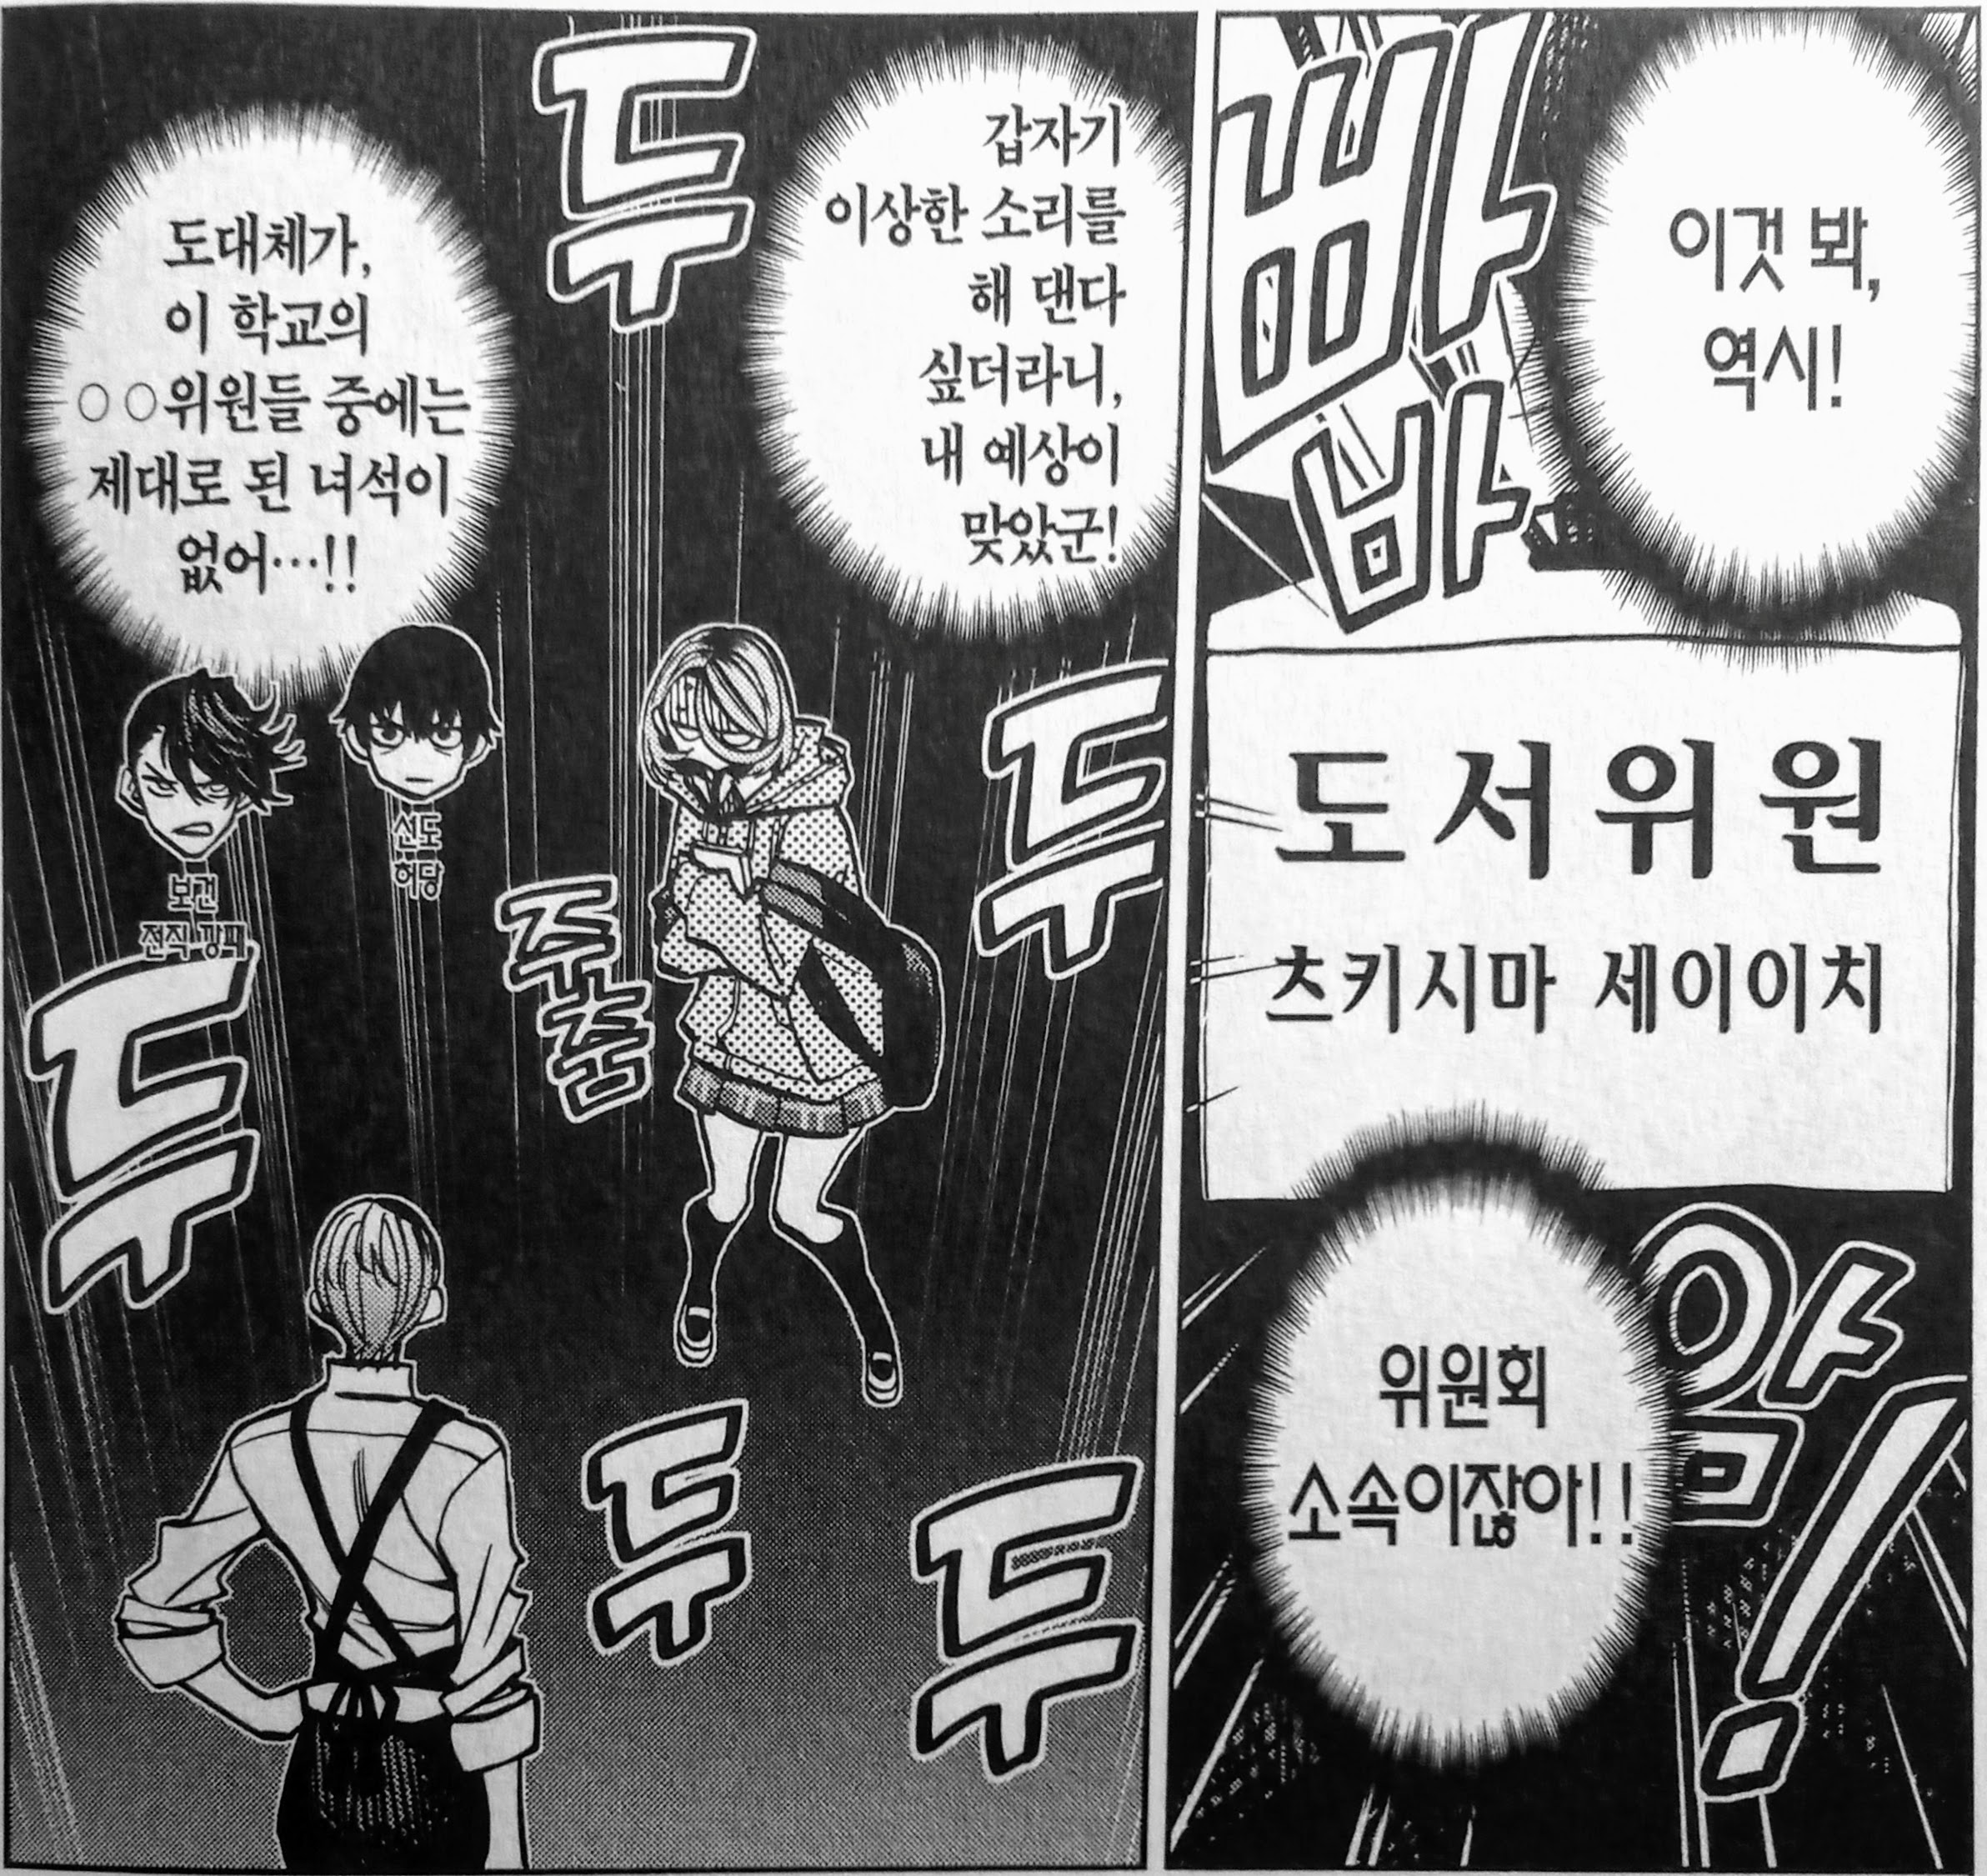 이것 봐,
역시!
빠
바
도서위원
츠키시마 세이이치
암!
위원회
소속이잖아!!
갑자기
이상한 소리를
해 댄다
싶더라니,
내 예상이
맞았군!
두
두
도대체가,
이 학교의
○○위원들 중에는
제대로 된 녀석이
없어…!!
선도
허당
보건
전직 깡패
주춤
두
두
두